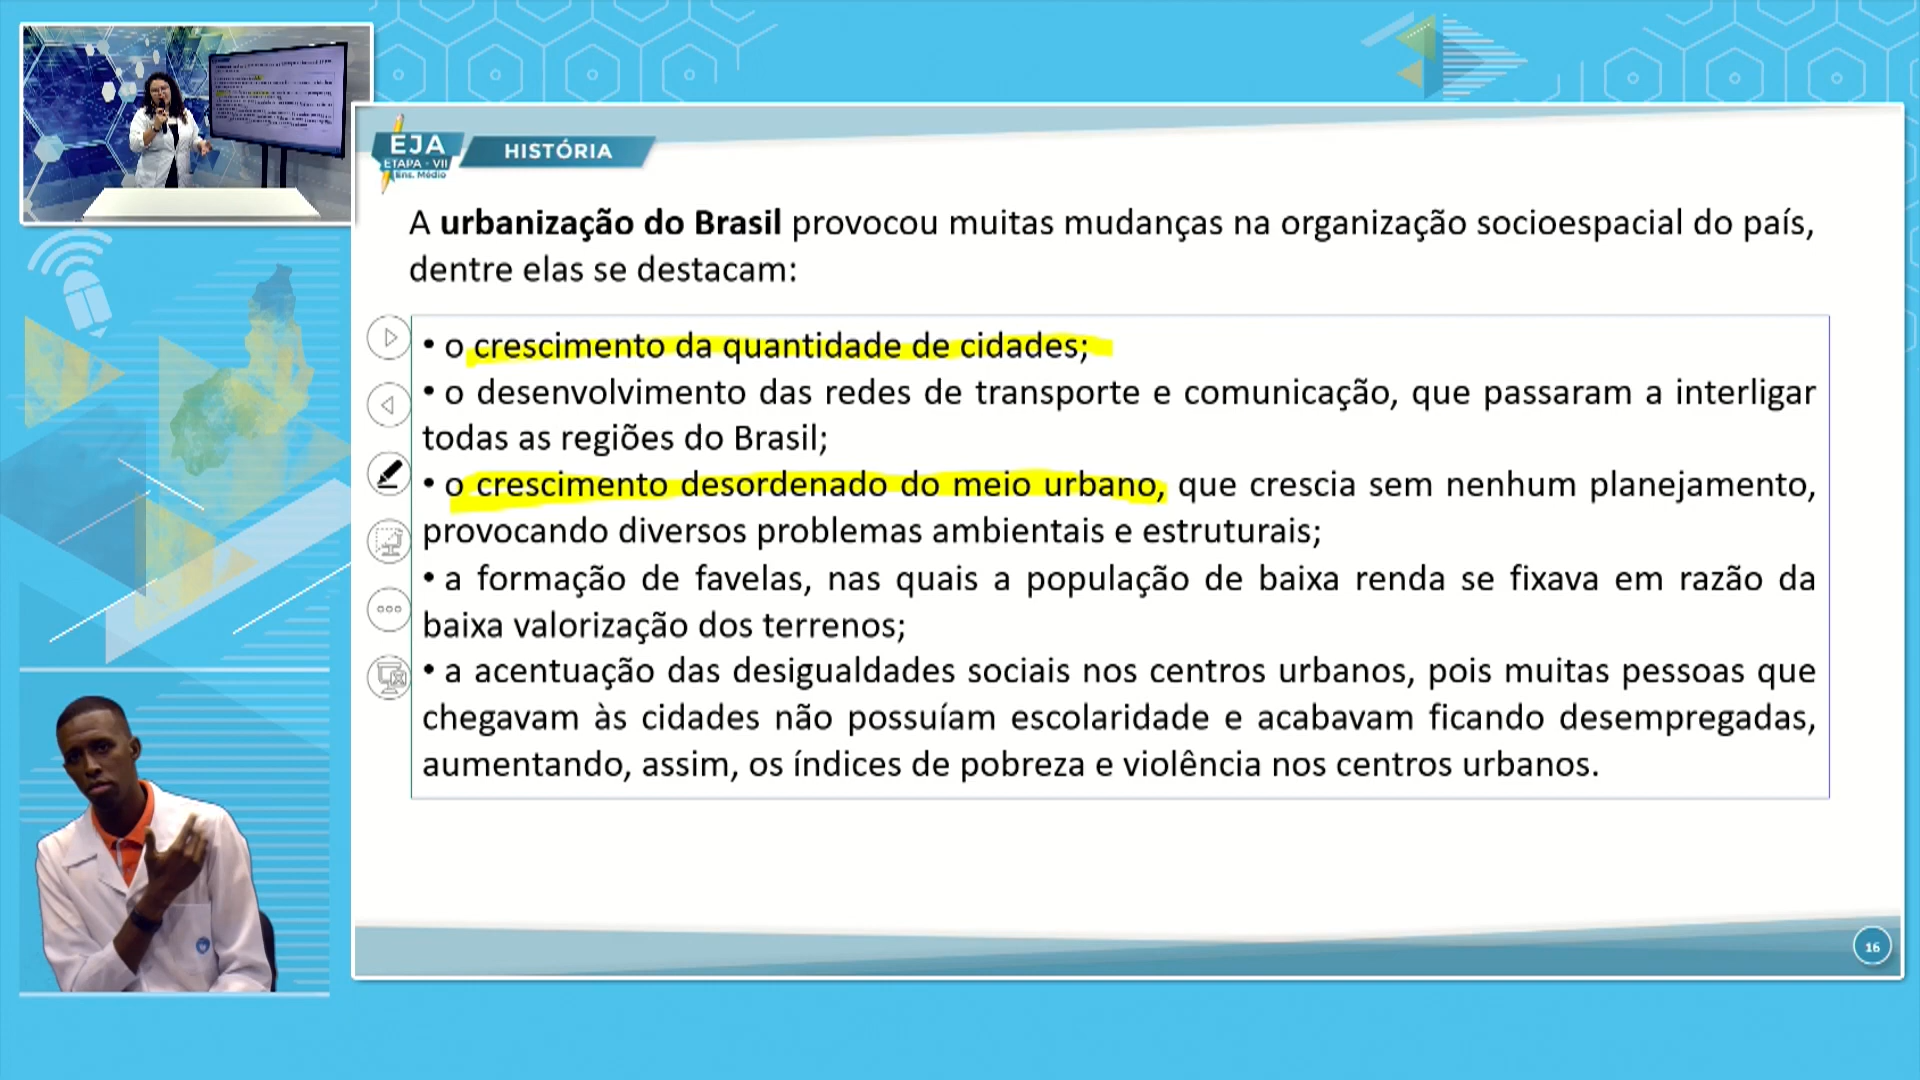 EJA
ETAPA - VII
Ens. Médio
HISTÓRIA
A urbanização do Brasil provocou muitas mudanças na organização socioespacial do país,
dentre elas se destacam:
• o crescimento da quantidade de cidades;
• o desenvolvimento das redes de transporte e comunicação, que passaram a interligar
todas as regiões do Brasil;
• o crescimento desordenado do meio urbano, que crescia sem nenhum planejamento,
provocando diversos problemas ambientais e estruturais;
• a formação de favelas, nas quais a população de baixa renda se fixava em razão da
baixa valorização dos terrenos;
• a acentuação das desigualdades sociais nos centros urbanos, pois muitas pessoas que
chegavam às cidades não possuíam escolaridade e acabavam ficando desempregadas,
aumentando, assim, os índices de pobreza e violência nos centros urbanos.
16